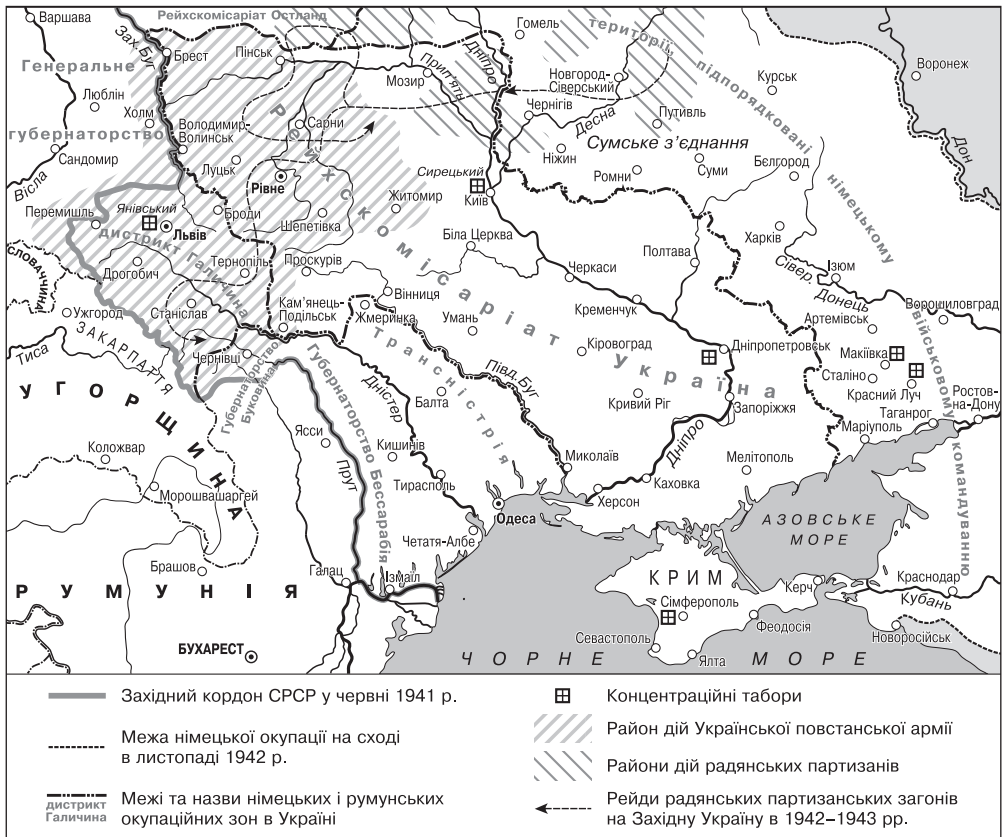 Варшава
Рейхскомісаріат Остланд
Гомель
території,
підпорядковані
німецькому
військовому
командуванню
Воронеж
Зах. Буг
Брест
Пінськ
Мозир
Прип'ять
Дніпро
Новгород-
Сіверський
Курськ
Генеральне
губернаторство
Люблін
Холм
Володимир-
Волинськ
Сарни
Чернігів
Десна
Путивль
Дон
Сандомир
Вісла
Луцьк
Рівне
Рейхскомісаріат Україна
Ніжин
Сумське з'єднання
Ромни
Суми
Бєлгород
Сирецький
Київ
Житомир
Перемишль
Янівський
Львів
Броди
Шепетівка
дистрикт Галичина
Біла Церква
Полтава
Харків
Сівер. Донець
Ізюм
СЛОВАЧЧИНА
Дрогобич
Тернопіль
Проскурів
Черкаси
Ворошиловград
Ужгород
ЗАКАРПАТТЯ
Станіслав
Кам'янець-
Подільськ
Вінниця
Жмеринка
Умань
Кременчук
Артемівськ
Тиса
Чернівці
Губернаторство
Буковина
Губернаторство Бессарабія
Дністер
Трансністрія
Півд. Буг
Кіровоград
Дніпропетровськ
Макіївка
Сталіно
Красний Луч
Ростов-
на-Дону
УГОРЩИНА
Балта
Кривий Ріг
Запоріжжя
Таганрог
Маріуполь
Коложвар
Ясси
Прут
Кишинів
Миколаїв
Дніпро
Мелітополь
Морошвашаргей
Тирасполь
Херсон
Каховка
Одеса
АЗОВСЬКЕ
МОРЕ
Четатя-Албе
Брашов
РУМУНІЯ
Галац
Ізмаїл
КРИМ
Керч
Краснодар
Кубань
Сімферополь
Феодосія
Новоросійськ
БУХАРЕСТ
Севастополь
Ялта
ЧОРНЕ МОРЕ
Західний кордон СРСР у червні 1941 р.
Межа німецької окупації на сході
в листопаді 1942 р.
дистрикт
Галичина
Межі та назви німецьких і румунських
окупаційних зон в Україні
Концентраційні табори
Район дій Української повстанської армії
Райони дій радянських партизанів
Рейди радянських партизанських загонів
на Західну Україну в 1942–1943 рр.